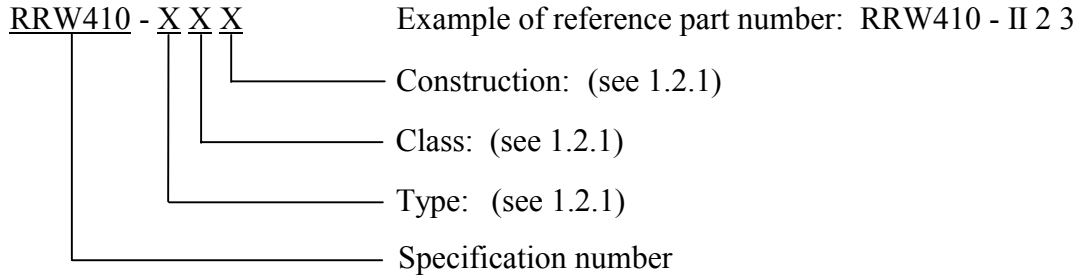 RRW410 - X X X Example of reference part number: RRW410 - II 2 3
Construction: (see 1.2.1)
Class: (see 1.2.1)
Type: (see 1.2.1)
Specification number